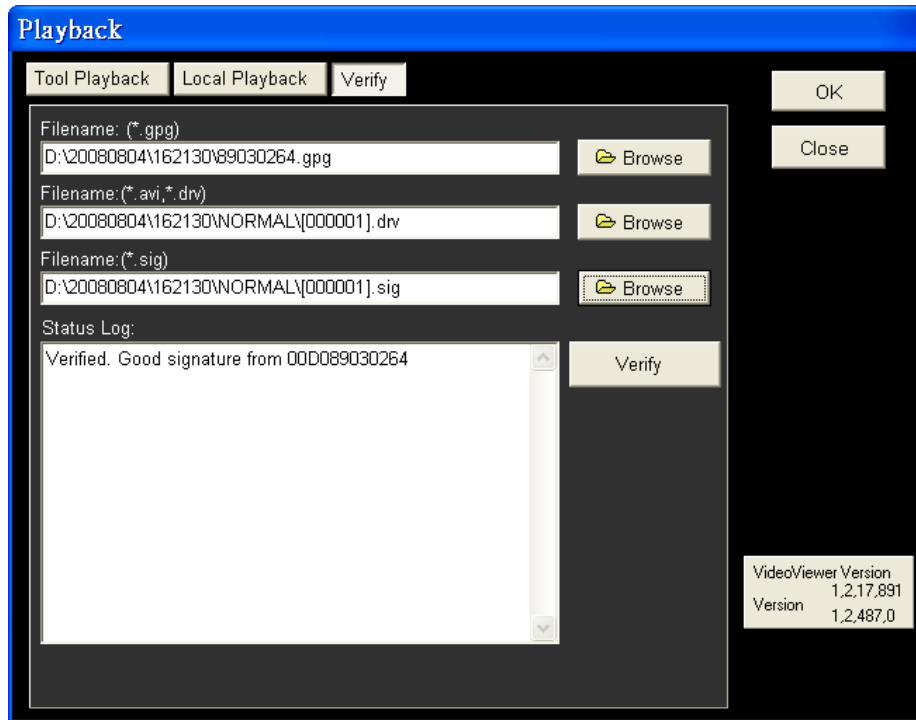 Playback
Tool Playback
Local Playback
Verify
OK
Close
Filename: (*.gpg)
D:\20080804\162130\89030264.gpg
Browse
Filename:(*.avi,*.drv)
D:\20080804\162130\NORMAL\[000001].drv
Browse
Filename:(*.sig)
D:\20080804\162130\NORMAL\[000001].sig
Browse
Status Log:
Verified. Good signature from 00D089030264
Verify
VideoViewer Version
1,2,17,891
Version
1,2,487,0